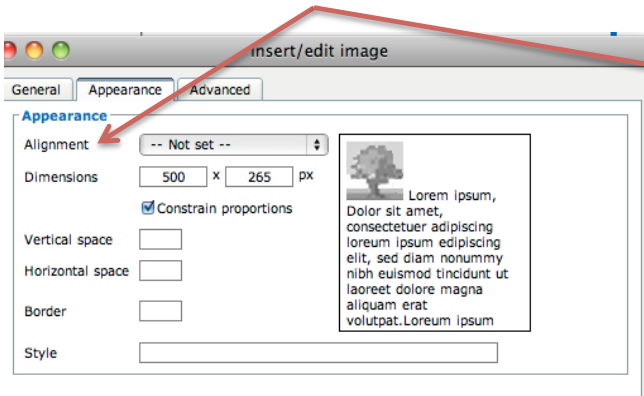 Insert/edit image
General Appearance Advanced
Appearance
Alignment -- Not set --
Dimensions 500 x 265 px
Constrain proportions
Vertical space
Horizontal space
Border
Style
Lorem ipsum,
Dolor sit amet,
consectetuer adipiscing
loreum ipsum edipiscing
elit, sed diam nonummy
nibh euismod tincidunt ut
laoreet dolore magna
aliquam erat
volutpat.Loreum ipsum